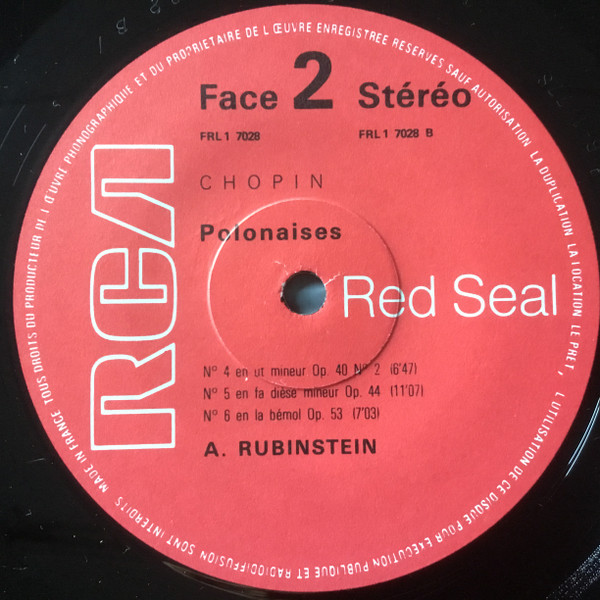 Face 2 Stéréo
FRL1 7028 FRL1 7028 B
CHOPIN
Polonaises
RCA
Red Seal
N° 4 en ut mineur Op. 40 N° 2 (6'47)
N° 5 en fa dièse mineur Op. 44 (11'07)
N° 6 en la bémol Op. 53 (7'03)
A. RUBINSTEIN
MADE IN FRANCE TOUS DROITS DU PRODUCTEUR DE L'ŒUVRE PHONOGRAPHIQUE ET DU PROPRIETAIRE DE L ŒUVRE ENREGISTREE RESERVES SAUF AUTORISATION LA DUPLICATION LA LOCATION LE PRET, L UTILISATION DE CE DISQUE POUR EXECUTION PUBLIQUE ET RADIODIFFUSION SONT INTERDITS